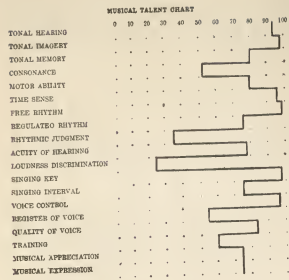 MUSICAL TALENT CHART
0 10 20 30 40 50 60 70 80 90 100
TONAL HEARING
TONAL IMAGERY
TONAL MEMORY
CONSONANCE
MOTOR ABILITY
TIME SENSE
FREE RHYTHM
REGULATED RHYTHM
RHYTHMIC JUDGMENT
ACUITY OF HEARING
LOUDNESS DISCRIMINATION
SINGING KEY
SINGING INTERVAL
VOICE CONTROL
REGISTER OF VOICE
QUALITY OF VOICE
TRAINING
MUSICAL APPRECIATION
MUSICAL EXPRESSION